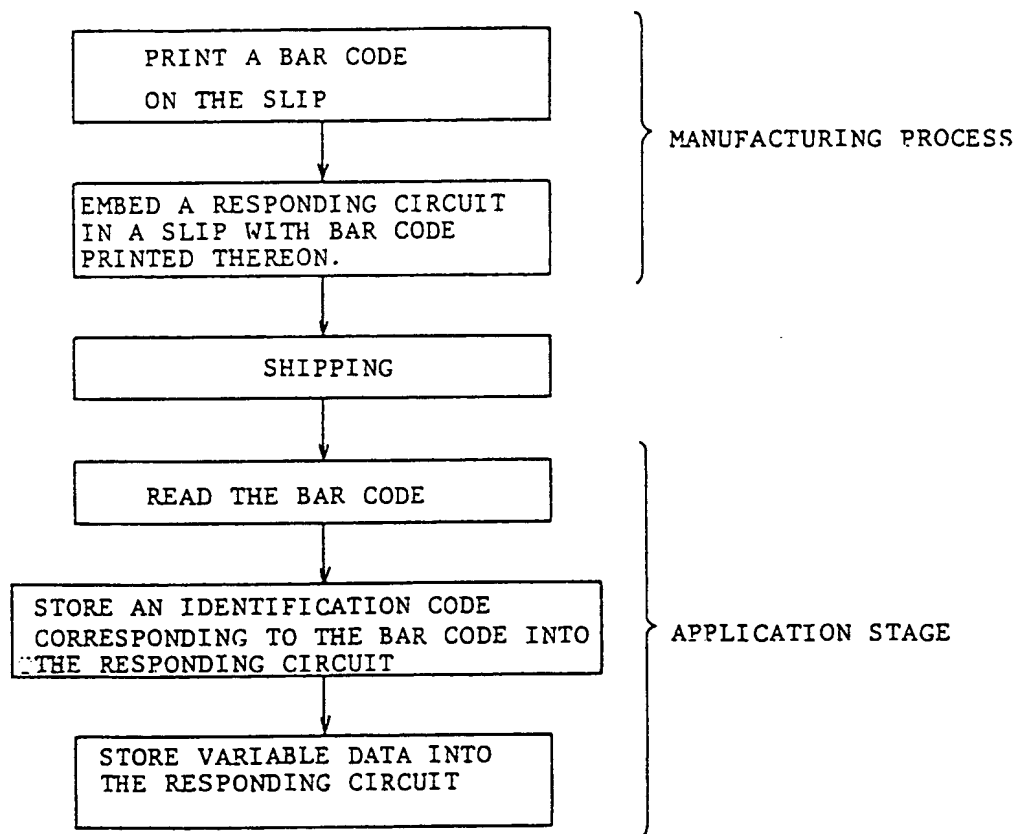 PRINT A BAR CODE
ON THE SLIP
MANUFACTURING PROCESS
EMBED A RESPONDING CIRCUIT
IN A SLIP WITH BAR CODE
PRINTED THEREON.
SHIPPING
READ THE BAR CODE
STORE AN IDENTIFICATION CODE
CORRESPONDING TO THE BAR CODE INTO
THE RESPONDING CIRCUIT
APPLICATION STAGE
STORE VARIABLE DATA INTO
THE RESPONDING CIRCUIT